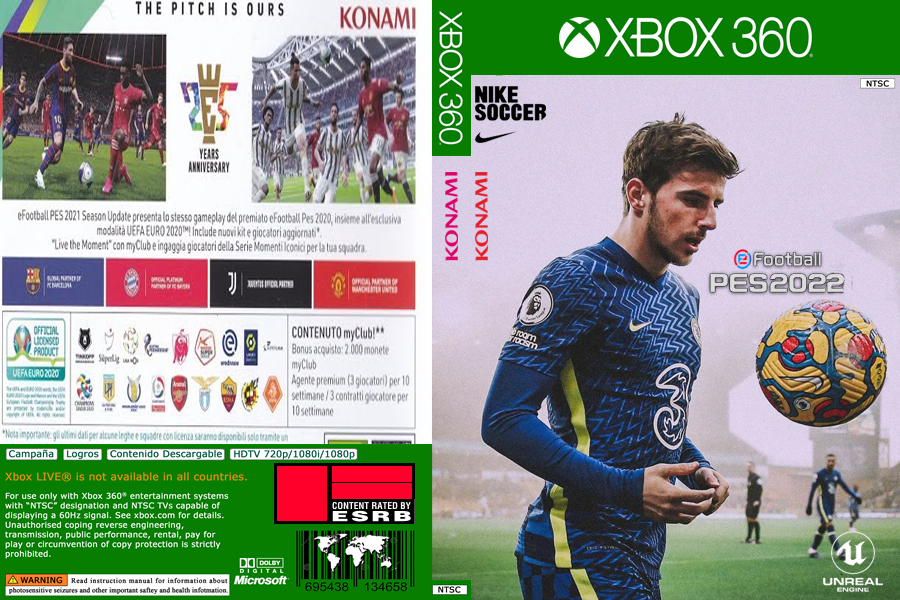 THE PITCH IS OURS
KONAMI
25
YEARS
ANNIVERSARY
eFootball PES 2021 Season Update presenta lo stesso gameplay del premiato eFootball Pes 2020, insieme all'esclusiva
modalità UEFA EURO 2020™! Include nuovi kit e giocatori aggiornati*.
"Live the Moment" con myClub e ingaggia giocatori della Serie Momenti Iconici per la tua squadra.
GLOBAL PARTNER OF
FC BARCELONA
OFFICIAL PLATINUM
PARTNER OF FC BAYERN
JUVENTUS OFFICIAL PARTNER
OFFICIAL PARTNER OF
MANCHESTER UNITED
OFFICIAL
LICENSED
PRODUCT
UEFA EURO 2020
CONTENUTO myClub!**
Bonus acquisto: 2.000 monete
myClub
Agente premium (3 giocatori) per 10
settimane / 3 contratti giocatore per
10 settimane
*Nota importante: gli ultimi dati per alcune leghe e squadre con licenza saranno disponibili solo tramite un
Campaña
Logros
Contenido Descargable
HDTV 720p/1080i/1080p
Xbox LIVE® is not available in all countries.
For use only with Xbox 360® entertainment systems
with “NTSC” designation and NTSC TVs capable of
displaying a 60Hz signal. See xbox.com for details.
Unauthorised coping reverse engineering,
transmission, public performance, rental, pay for
play or circumvention of copy protection is strictly
prohibited.
WARNING
Read instruction manual for information about
photosensitive seizures and other important saftey and health infotmation.
DOLBY
DIGITAL
Microsoft
CONTENT RATED BY
ESRB
695438 134658
XBOX 360
KONAMI
KONAMI
NTSC
XBOX 360
NTSC
NIKE
SOCCER
no room
for racism
3
eFootball
PES2022
UNREAL
ENGINE